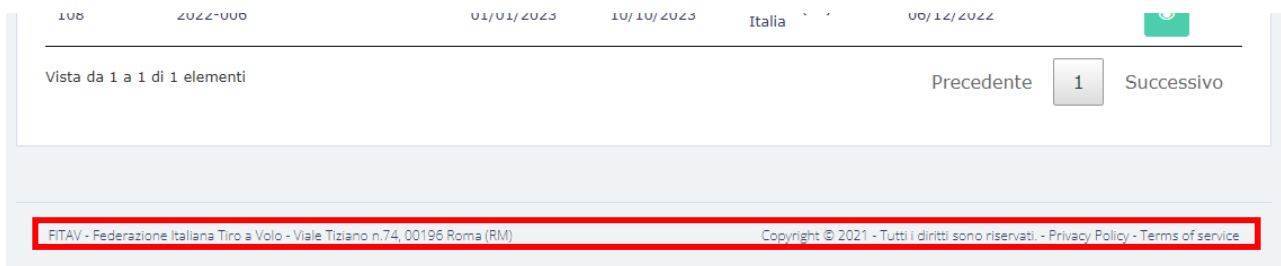 108 2022-006 01/01/2023 10/10/2023 Italia 06/12/2022
Vista da 1 a 1 di 1 elementi Precedente 1 Successivo
FITAV - Federazione Italiana Tiro a Volo - Viale Tiziano n.74, 00196 Roma (RM) Copyright © 2021 - Tutti i diritti sono riservati. - Privacy Policy - Terms of service